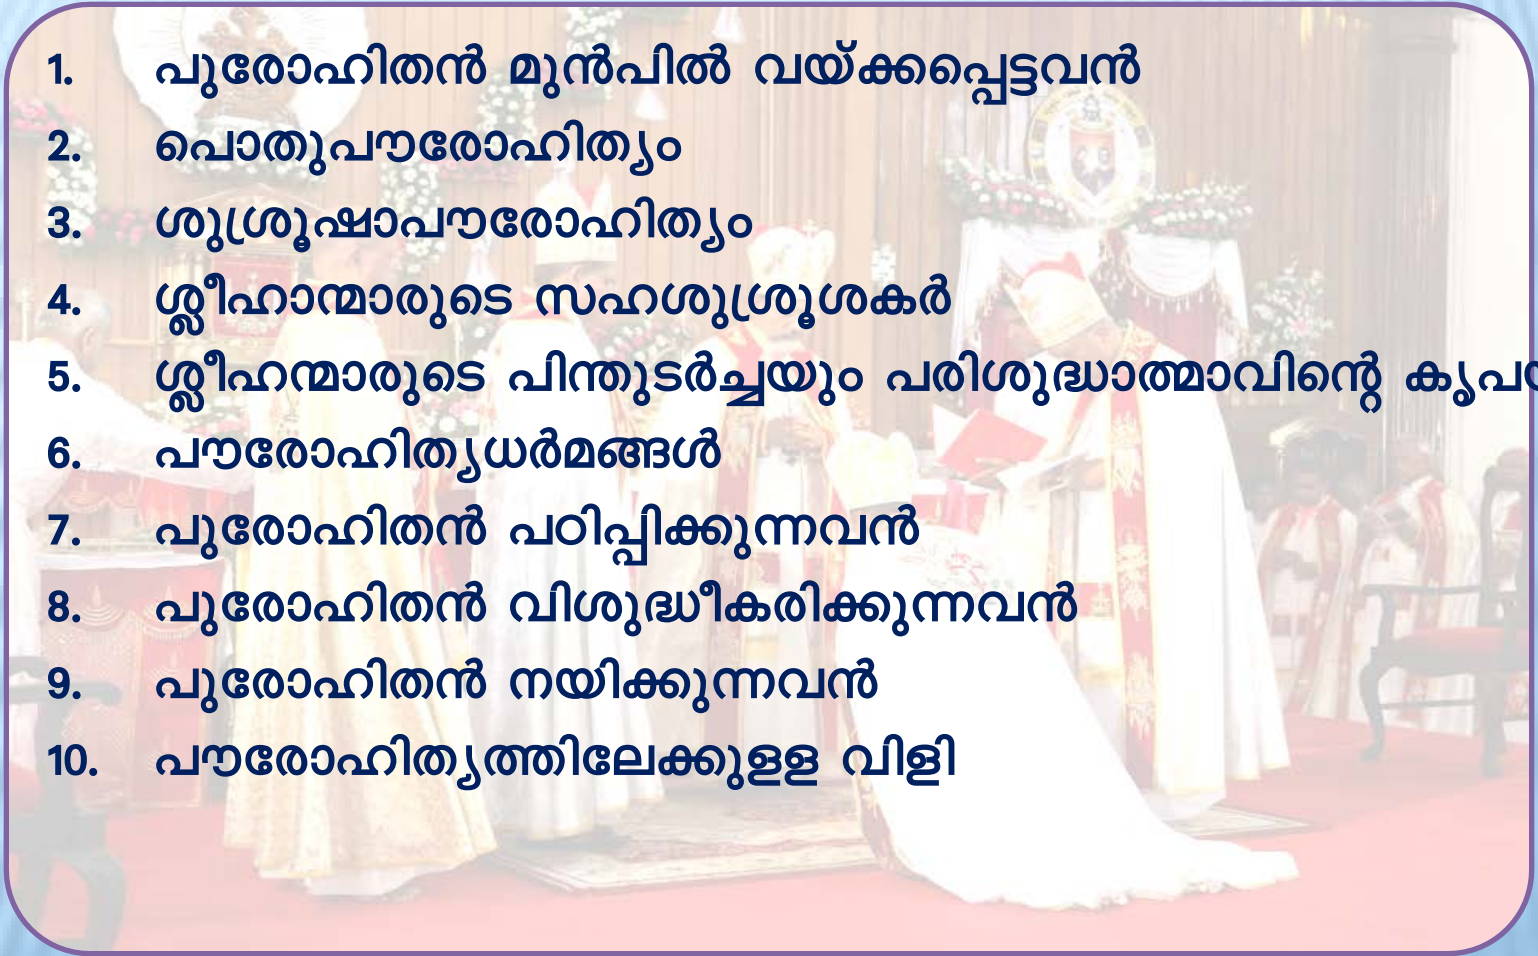 1. പുരോഹിതൻ മുൻപിൽ വയ്ക്കപ്പെട്ടവൻ
2. പൊതുപൗരോഹിത്യം
3. ശുശ്രൂഷാപൗരോഹിത്യം
4. ശ്ലീഹാന്മാരുടെ സഹശുശ്രൂശകർ
5. ശ്ലീഹന്മാരുടെ പിന്തുടർച്ചയും പരിശുദ്ധാത്മാവിന്റെ
6. പൗരോഹിത്യധർമങ്ങൾ
7. പുരോഹിതൻ പഠിപ്പിക്കുന്നവൻ
8. പുരോഹിതൻ വിശുദ്ധീകരിക്കുന്നവൻ
9. പുരോഹിതൻ നയിക്കുന്നവൻ
10. പൗരോഹിത്യത്തിലേക്കുളള വിളി